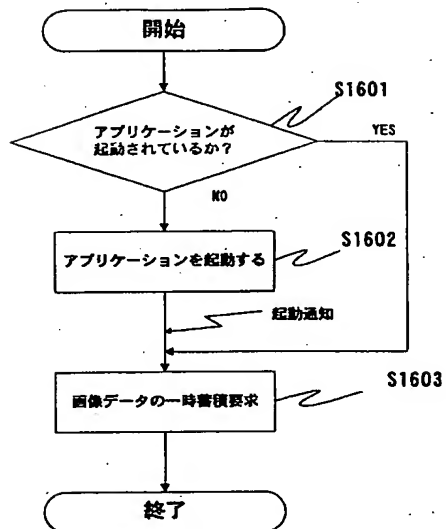 開始
S1601
アプリケーションが
起動されているか？
YES
NO
S1602
アプリケーションを起動する
起動通知
S1603
画像データの一時蓄積要求
終了